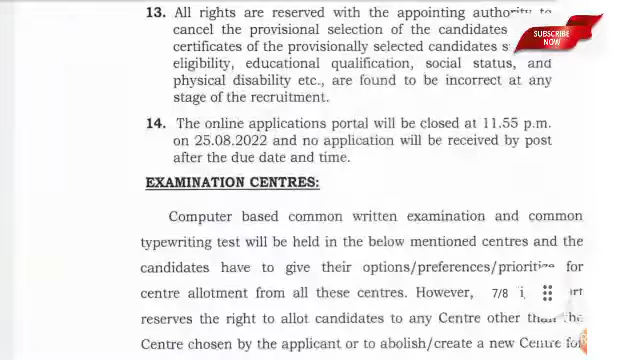 13. All rights are reserved with the appointing authority to
cancel the provisional selection of the candidates
certificates of the provisionally selected candidates
eligibility, educational qualification, social status, and
physical disability etc., are found to be incorrect at any
stage of the recruitment.
14. The online applications portal will be closed at 11.55 p.m.
on 25.08.2022 and no application will be received by post
after the due date and time.
EXAMINATION CENTRES:
Computer based common written examination and common
typewriting test will be held in the below mentioned centres and the
candidates have to give their options/preferences/prioritize for
centre allotment from all these centres. However, 7/8
reserves the right to allot candidates to any Centre other than the
Centre chosen by the applicant or to abolish/create a new Centre for
SUBSCRIBE
NOW